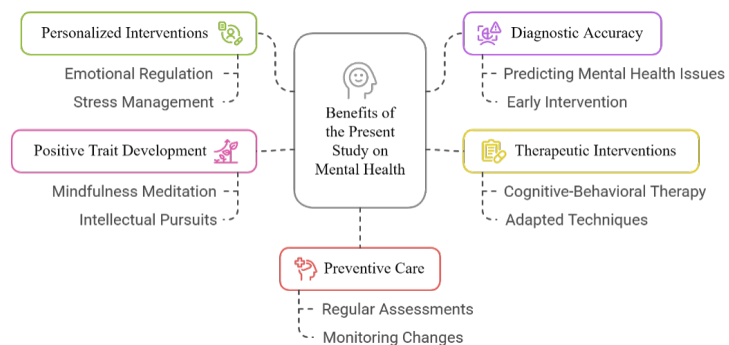 Personalized Interventions
Emotional Regulation
Stress Management
Positive Trait Development
Mindfulness Meditation
Intellectual Pursuits
Benefits of
the Present
Study on
Mental Health
Diagnostic Accuracy
Predicting Mental Health Issues
Early Intervention
Therapeutic Interventions
Cognitive-Behavioral Therapy
Adapted Techniques
Preventive Care
Regular Assessments
Monitoring Changes